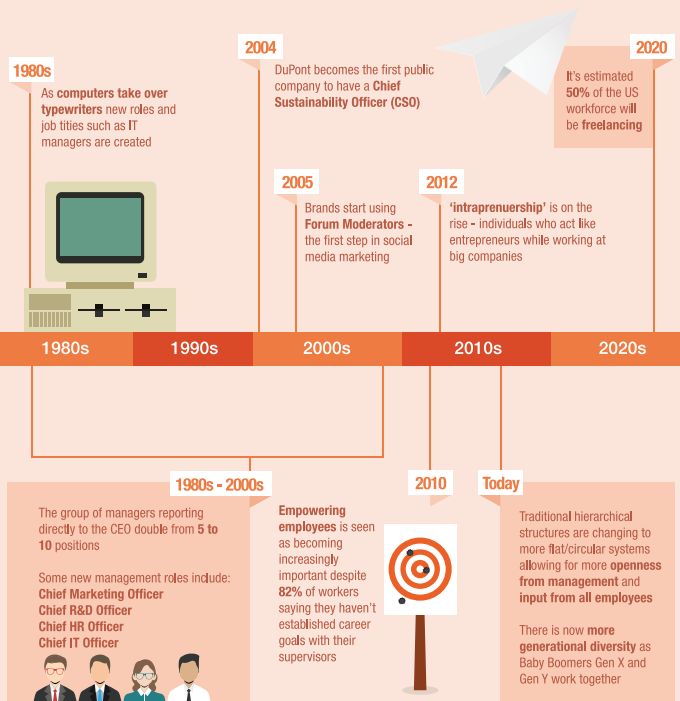 1980s
As computers take over
typewriters new roles and
job tities such as IT
managers are created
2004
DuPont becomes the first public
company to have a Chief
Sustainability Officer (CSO)
2020
It's estimated
50% of the US
workforce will
be freelancing
2005
Brands start using
Forum Moderators -
the first step in social
media marketing
2012
‘intraprenuership’ is on the
rise - individuals who act like
entrepreneurs while working at
big companies
1980s
1990s
2000s
2010s
2020s
1980s - 2000s
The group of managers reporting
directly to the CEO double from 5 to
10 positions
Some new management roles include:
Chief Marketing Officer
Chief R&D Officer
Chief HR Officer
Chief IT Officer
2010
Empowering
employees is seen
as becoming
increasingly
important despite
82% of workers
saying they haven't
established career
goals with their
supervisors
Today
Traditional hierarchical
structures are changing to
more flat/circular systems
allowing for more openness
from management and
input from all employees
There is now more
generational diversity as
Baby Boomers Gen X and
Gen Y work together